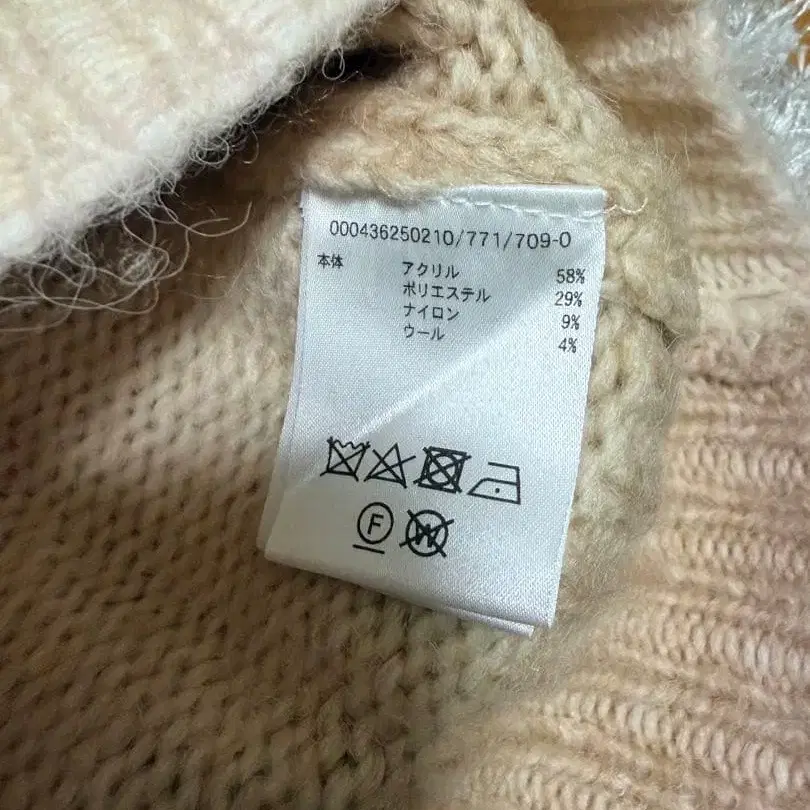 000436250210/771/709-0
本体 アクリル 58%
ポリエステル 29%
ナイロン 9%
ウール 4%
F W